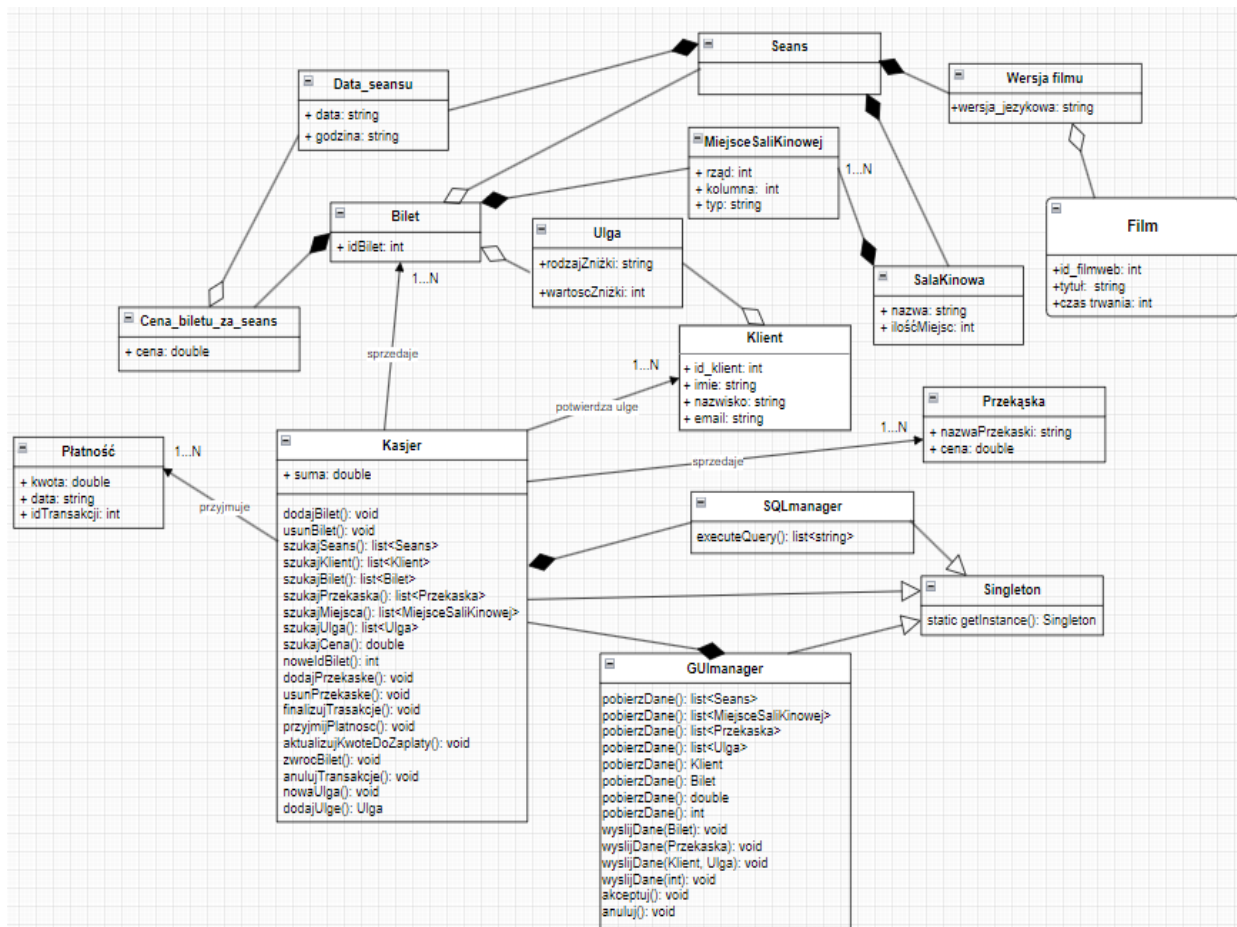 Seans
Data_seansu
+ data: string
+ godzina: string
Wersja filmu
+wersja_jezykowa: string
MiejsceSaliKinowej
+ rząd: int
+ kolumna: int
+ typ: string
1...N
Bilet
+ idBilet: int
1...N
Ulga
+rodzajZniżki: string
+wartoscZniżki: int
Film
+id_filmweb: int
+tytuł: string
+czas trwania: int
SalaKinowa
+ nazwa: string
+ ilośćMiejsc: int
Cena_biletu_za_seans
+ cena: double
sprzedaje
Klient
+ id_klient: int
+ imie: string
+ nazwisko: string
+ email: string
1...N
potwierdza ulge
Przekąska
+ nazwaPrzekaski: string
+ cena: double
1...N
sprzedaje
Płatność
+ kwota: double
+ data: string
+ idTransakcji: int
1...N
przyjmuje
Kasjer
+ suma: double
dodajBilet(): void
usunBilet(): void
szukajSeans(): list<Seans>
szukajKlient(): list<Klient>
szukajBilet(): list<Bilet>
szukajPrzekaska(): list<Przekaska>
szukajMiejsca(): list<MiejsceSaliKinowej>
szukajUlga(): list<Ulga>
szukajCena(): double
noweIdBilet(): int
dodajPrzekaske(): void
usunPrzekaske(): void
finalizujTrasakcje(): void
przyjmijPlatnosc(): void
aktualizujKwoteDoZaplaty(): void
zwrocBilet(): void
anulujTransakcje(): void
nowaUlga(): void
dodajUlge(): Ulga
SQLmanager
executeQuery(): list<string>
Singleton
static getInstance(): Singleton
GUImanager
pobierzDane(): list<Seans>
pobierzDane(): list<MiejsceSaliKinowej>
pobierzDane(): list<Przekaska>
pobierzDane(): list<Ulga>
pobierzDane(): Klient
pobierzDane(): Bilet
pobierzDane(): double
pobierzDane(): int
wyslijDane(Bilet): void
wyslijDane(Przekaska): void
wyslijDane(Klient, Ulga): void
wyslijDane(int): void
akceptuj(): void
anuluj(): void